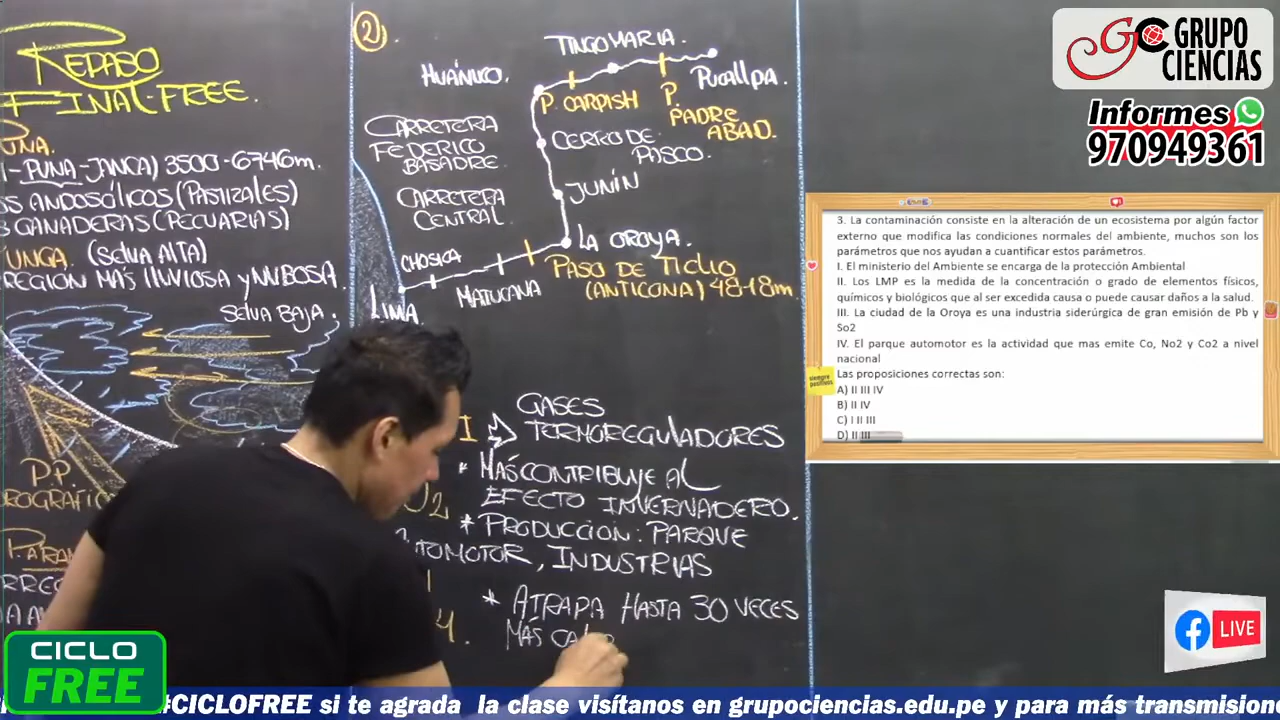 REPASO
FINAL-FREE.
PUNA-JANCA) 3500-6746m.
ANDOSÓLICOS (PASTIZALES)
GANADERAS (PECUARIAS)
(SELVA ALTA)
REGIÓN MÁS LLUVIOSA y NUBOSA.
SELVA BAJA.
P.P.
2.
TINGO MARIA.
HUÁNUCO.
PUCALLPA.
P. CARPISH
P. PADRE
ABAD.
CARRETERA
FEDERICO
BASADRE.
CERRO DE
PASCO.
CARRETERA
CENTRAL
JUNÍN
LA OROYA.
CHOSICA
PASO DE TICLIO
(ANTICONA) 4818m.
MATUCANA
LIMA.
GASES
TERMOREGULADORES
* MÁS CONTRIBUYE AL
EFECTO INVERNADERO.
* PRODUCCIÓN: PARQUE
, INDUSTRIAS
* ATRAPA HASTA 30 VECES
MÁS
4.
GC GRUPO
CIENCIAS
Informes
970949361
3. La contaminación consiste en la alteración de un ecosistema por algún factor
externo que modifica las condiciones normales del ambiente, muchos son los
parámetros que nos ayudan a cuantificar estos parámetros.
I. El ministerio del Ambiente se encarga de la protección Ambiental
II. Los LMP es la medida de la concentración o grado de elementos físicos,
químicos y biológicos que al ser excedida causa o puede causar daños a la salud.
III. La ciudad de la Oroya es una industria siderúrgica de gran emisión de Pb y
So2
IV. El parque automotor es la actividad que mas emite Co, No2 y Co2 a nivel
nacional
Las proposiciones correctas son:
A) II III IV
B) II IV
C) I II III
D) II III
siempre
positivos
LIVE
CICLO
FREE
#CICLOFREE si te agrada la clase visítanos en grupociencias.edu.pe y para más